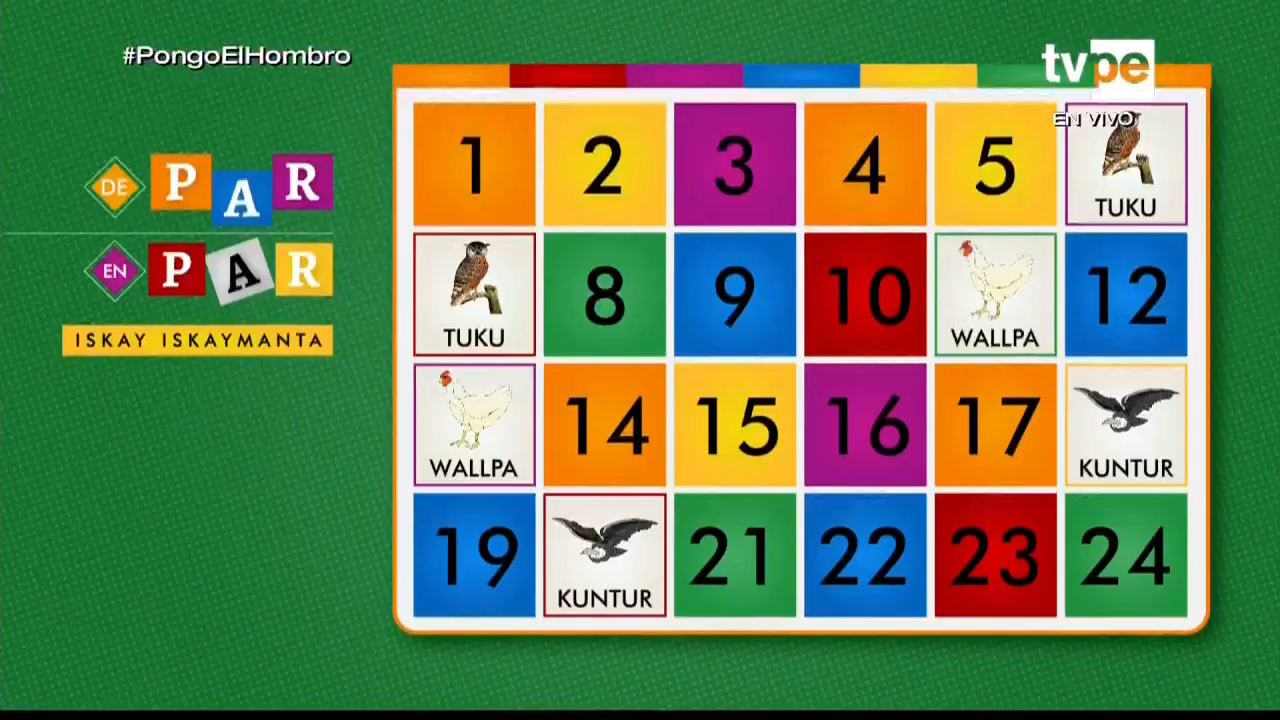 #PongoElHombro
tvpe
EN VIVO
DE PAR
EN PAR
ISKAY ISKAYMANTA
1 2 3 4 5 TUKU
TUKU 8 9 10 WALLPA 12
WALLPA 14 15 16 17 KUNTUR
19 KUNTUR 21 22 23 24